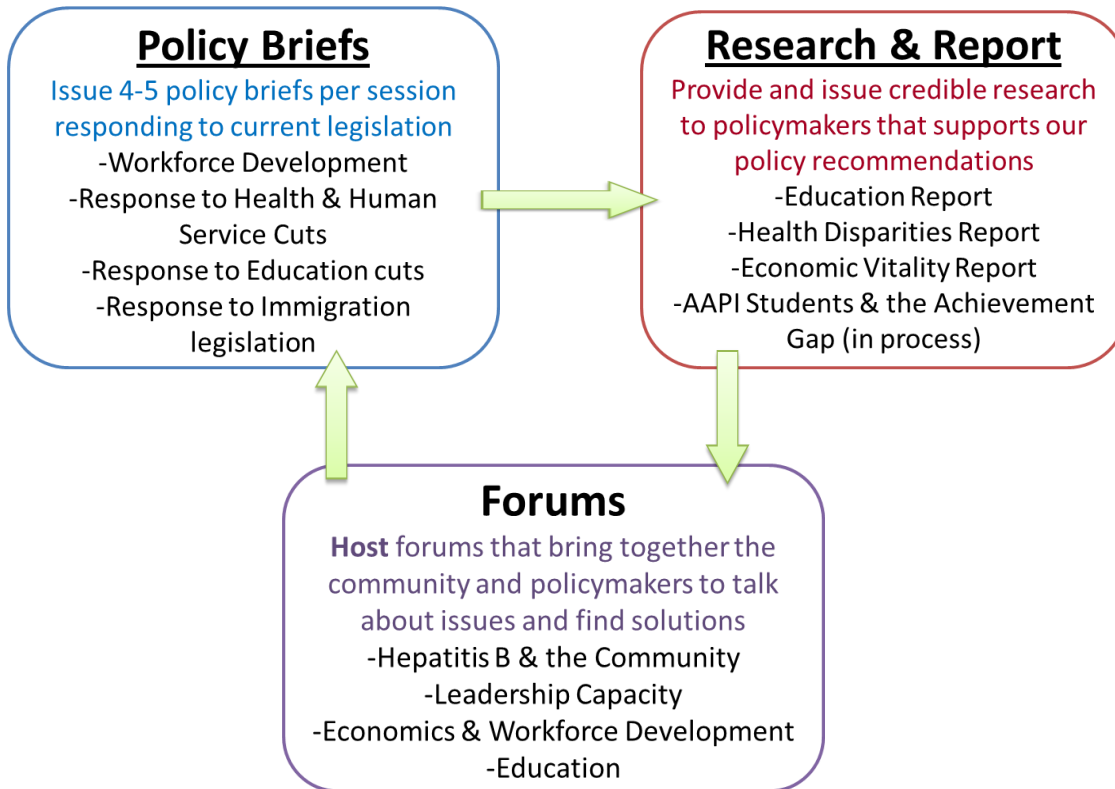 Policy Briefs
Issue 4-5 policy briefs per session
responding to current legislation
-Workforce Development
-Response to Health & Human
Service Cuts
-Response to Education cuts
-Response to Immigration
legislation
Research & Report
Provide and issue credible research
to policymakers that supports our
policy recommendations
-Education Report
-Health Disparities Report
-Economic Vitality Report
-AAPI Students & the Achievement
Gap (in process)
Forums
Host forums that bring together the
community and policymakers to talk
about issues and find solutions
-Hepatitis B & the Community
-Leadership Capacity
-Economics & Workforce Development
-Education